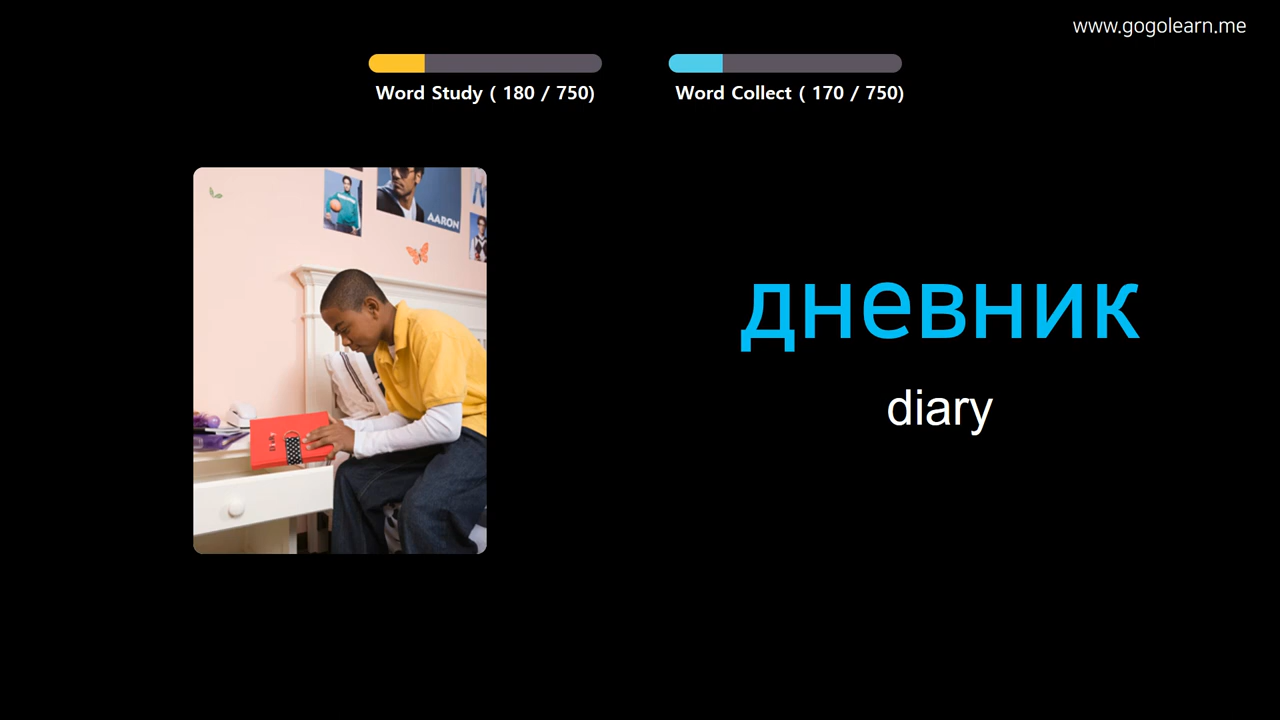 www.gogolearn.me
Word Study ( 180 / 750)
Word Collect ( 170 / 750)
AARON
дневник
diary